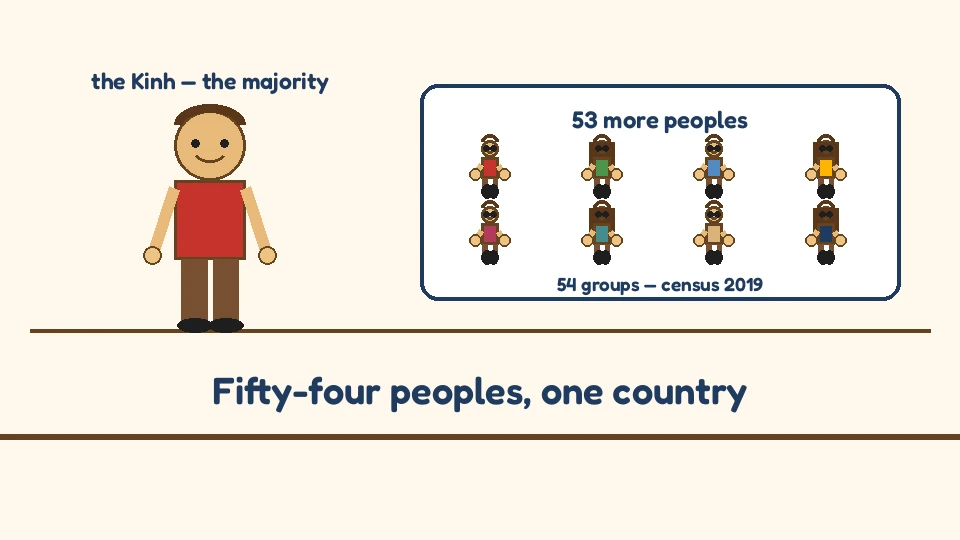 the Kinh — the majority
53 more peoples
54 groups — census 2019
Fifty-four peoples, one country